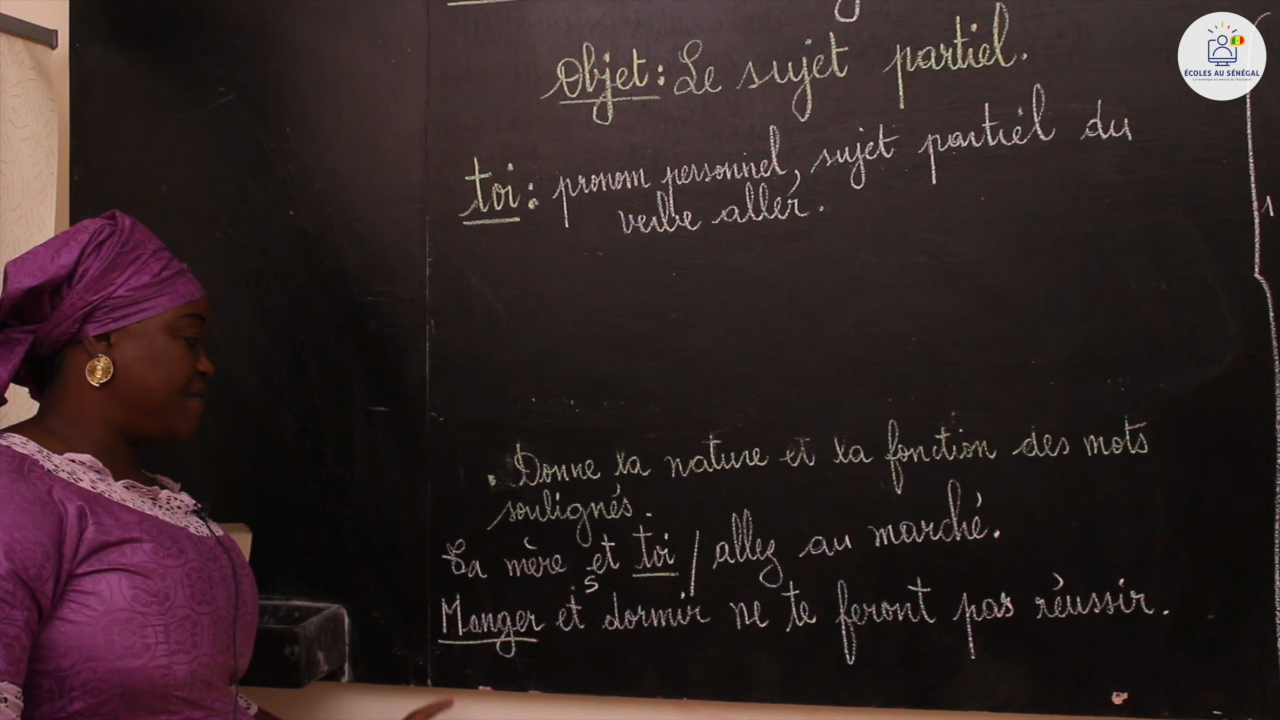 Objet : Le sujet partiel.
toi : pronom personnel, sujet partiel du
verbe aller.
. Donne la nature et la fonction des mots
soulignés.
Ta mère et toi / allez au marché.
S
Manger et dormir ne te feront pas réussir.
ÉCOLES AU SÉNÉGAL